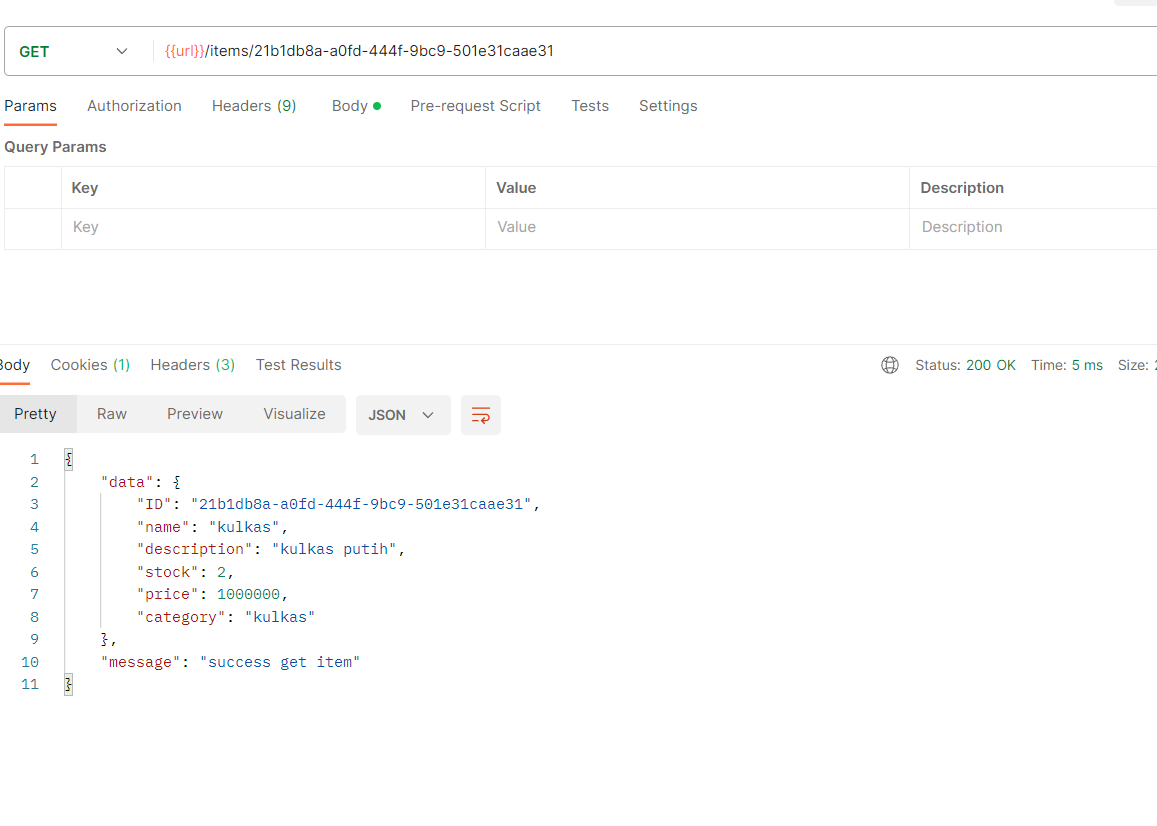 GET {{url}}/items/21b1db8a-a0fd-444f-9bc9-501e31caae31
Params Authorization Headers (9) Body Pre-request Script Tests Settings
Query Params
Key Value Description
Key Value Description
Body Cookies (1) Headers (3) Test Results Status: 200 OK Time: 5 ms Size:
Pretty Raw Preview Visualize JSON
1 {
2 "data": {
3 "ID": "21b1db8a-a0fd-444f-9bc9-501e31caae31",
4 "name": "kulkas",
5 "description": "kulkas putih",
6 "stock": 2,
7 "price": 1000000,
8 "category": "kulkas"
9 },
10 "message": "success get item"
11 }